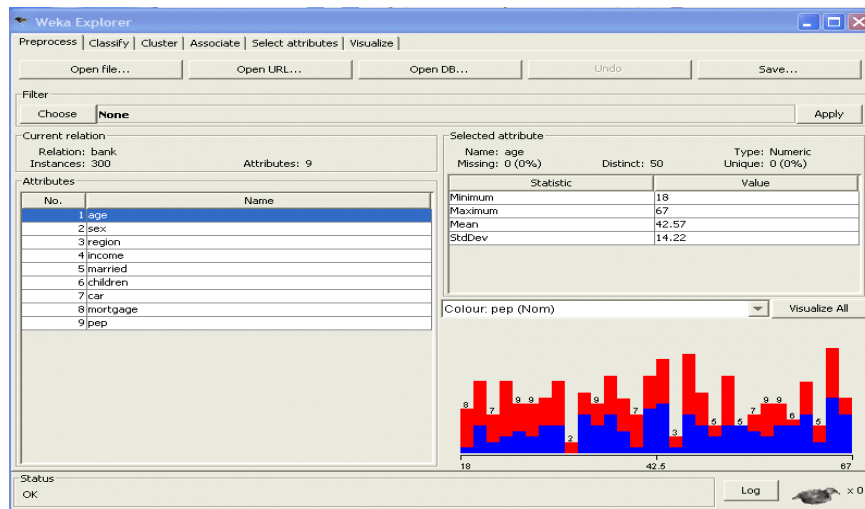 Weka Explorer
Preprocess Classify Cluster Associate Select attributes Visualize
Open file... Open URL... Open DB... Undo Save...
Filter
Choose None Apply
Current relation
Relation: bank
Instances: 300 Attributes: 9
Attributes
No. Name
1 age
2 sex
3 region
4 income
5 married
6 children
7 car
8 mortgage
9 pep
Selected attribute
Name: age Type: Numeric
Missing: 0 (0%) Distinct: 50 Unique: 0 (0%)
Statistic Value
Minimum 18
Maximum 67
Mean 42.57
StdDev 14.22
Colour: pep (Nom) Visualize All
8 7 9 9 2 9 7 3 5 5 7 9 9 6 5
18 42.5 67
Status
OK Log x 0